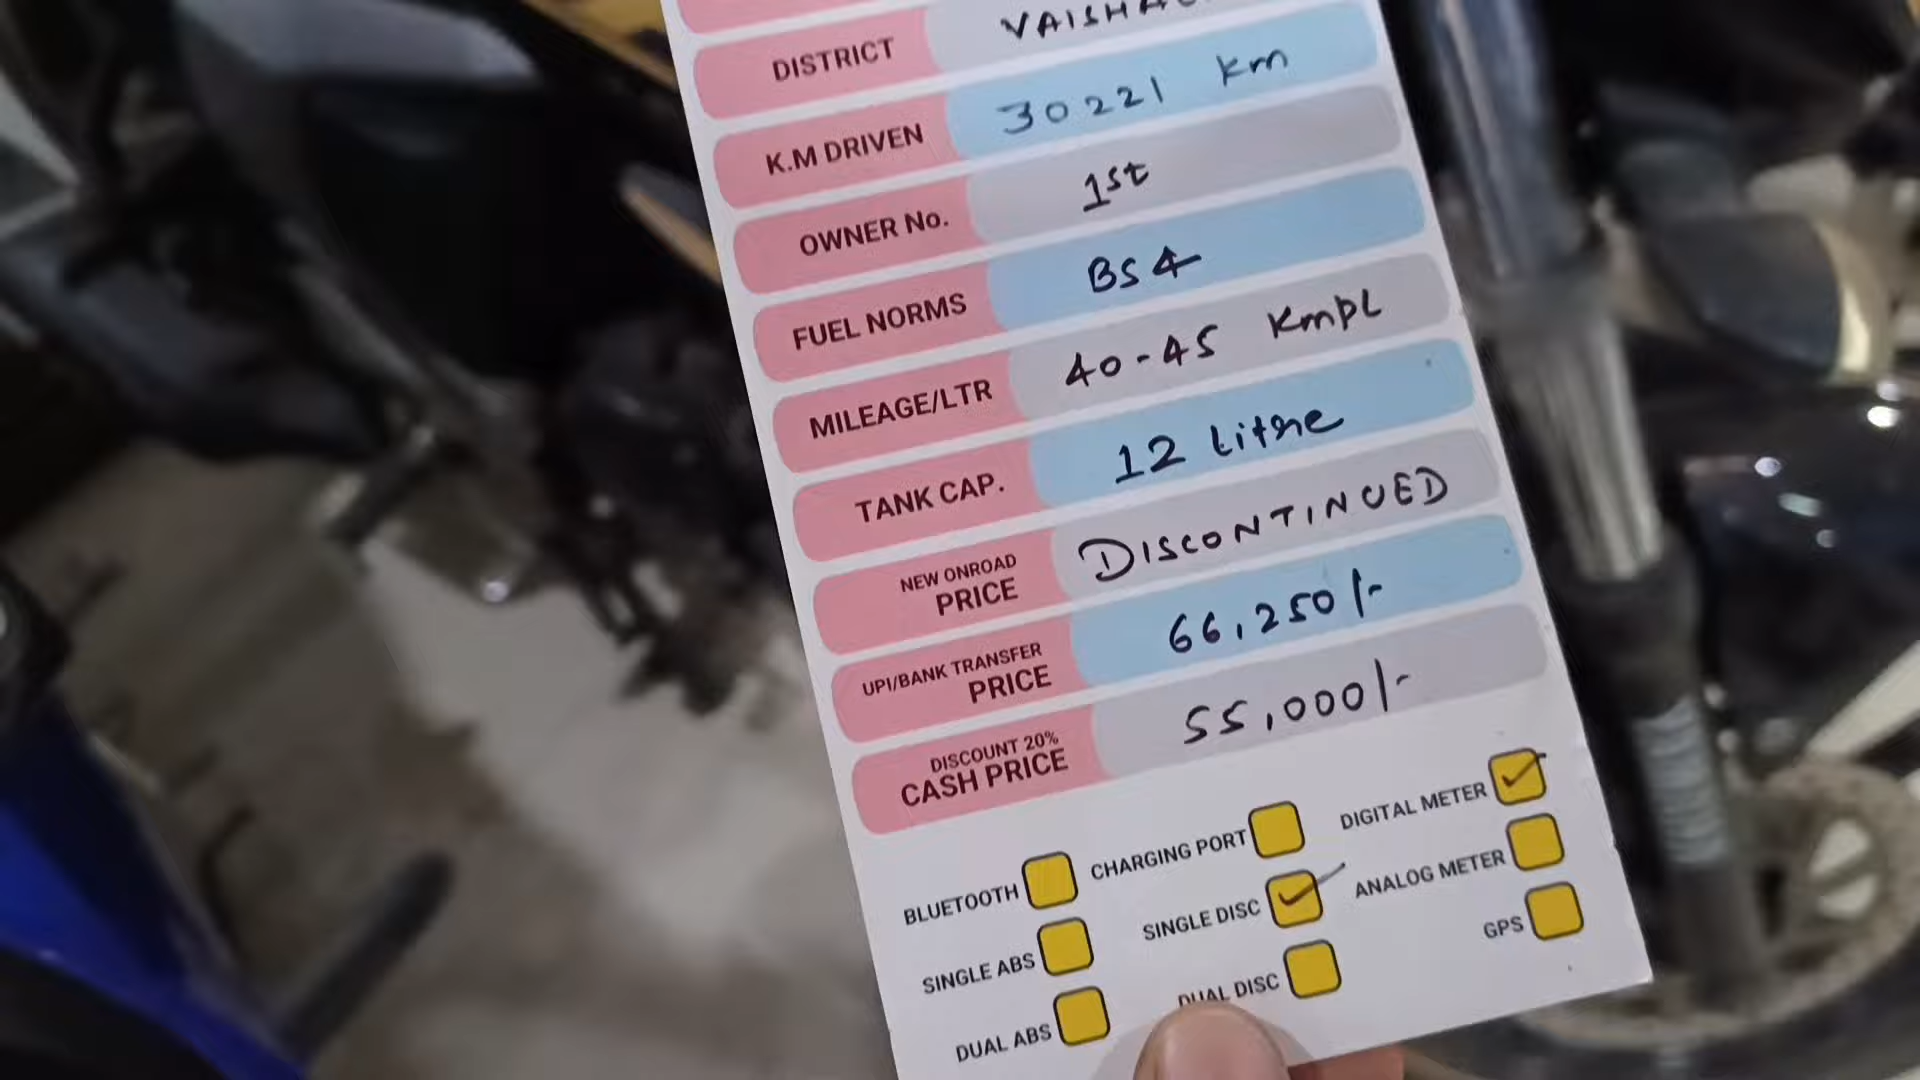 DISTRICT
K.M DRIVEN 30221 km
OWNER No. 1st
FUEL NORMS BS4
MILEAGE/LTR 40-45 KmpL
TANK CAP. 12 Litre
NEW ONROAD PRICE DISCONTINUED
UPI/BANK TRANSFER PRICE 66,250/-
DISCOUNT 20% CASH PRICE 55,000/-
BLUETOOTH CHARGING PORT DIGITAL METER
SINGLE ABS SINGLE DISC ANALOG METER
DUAL ABS DUAL DISC GPS